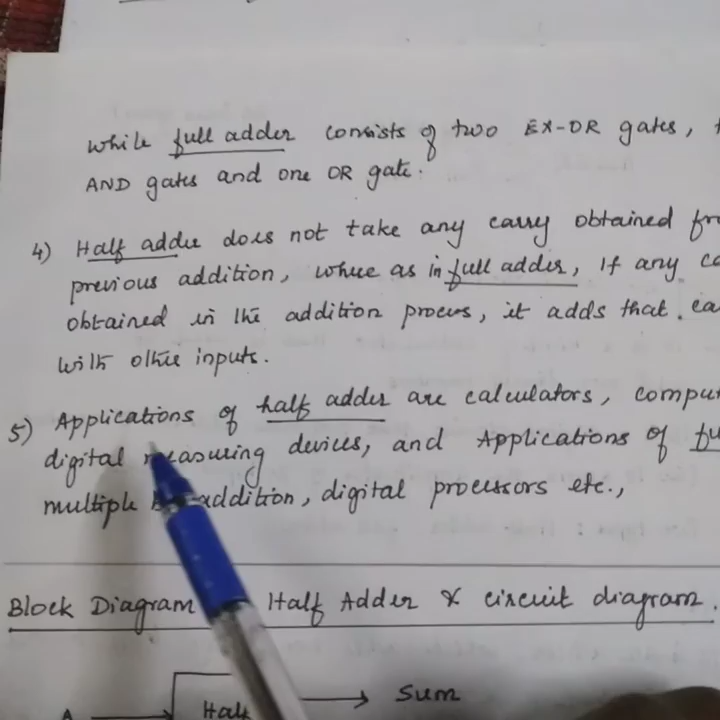 while full adder consists of two EX-OR gates,
AND gates and one OR gate.
4) Half adder does not take any carry obtained
previous addition, where as in full adder, If any
obtained in the addition process, it adds that
with other inputs.
5) Applications of half adder are calculators,
digital measuring devices, and Applications of
multiple addition, digital processors etc.,
Block Diagram Half Adder & circuit diagram.
A Half Sum